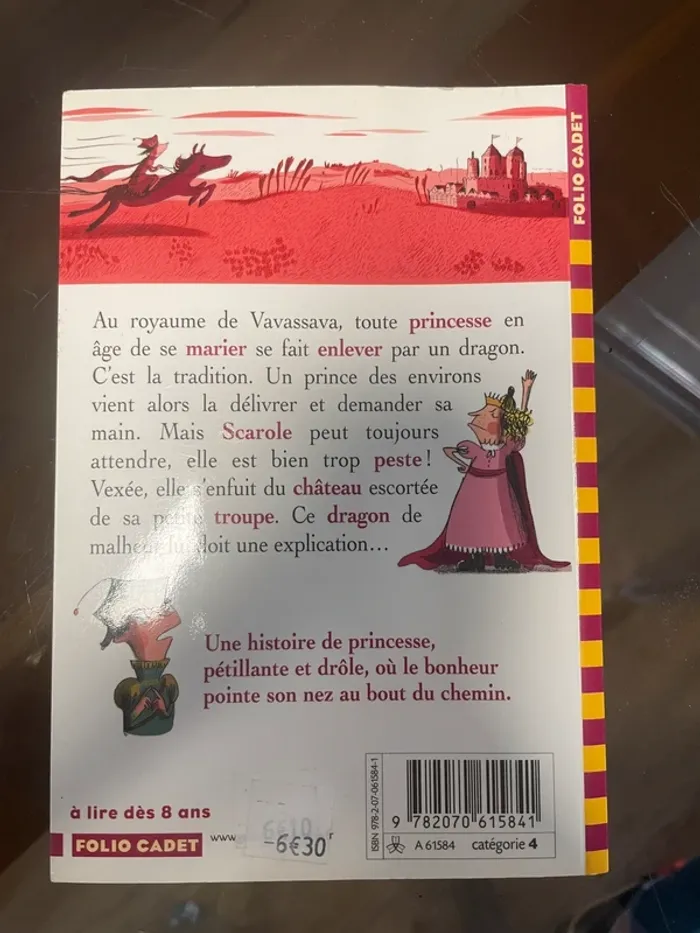 FOLIO CADET
Au royaume de Vavassava, toute princesse en
âge de se marier se fait enlever par un dragon.
C'est la tradition. Un prince des environs
vient alors la délivrer et demander sa
main. Mais Scarole peut toujours
attendre, elle est bien trop peste !
Vexée, elle s'enfuit du château escortée
de sa petite troupe. Ce dragon de
malheur lui doit une explication...
Une histoire de princesse,
pétillante et drôle, où le bonheur
pointe son nez au bout du chemin.
à lire dès 8 ans
FOLIO CADET
www
6€30
ISBN 978-2-07-061584-1
9 782070 615841
A 61584 catégorie 4